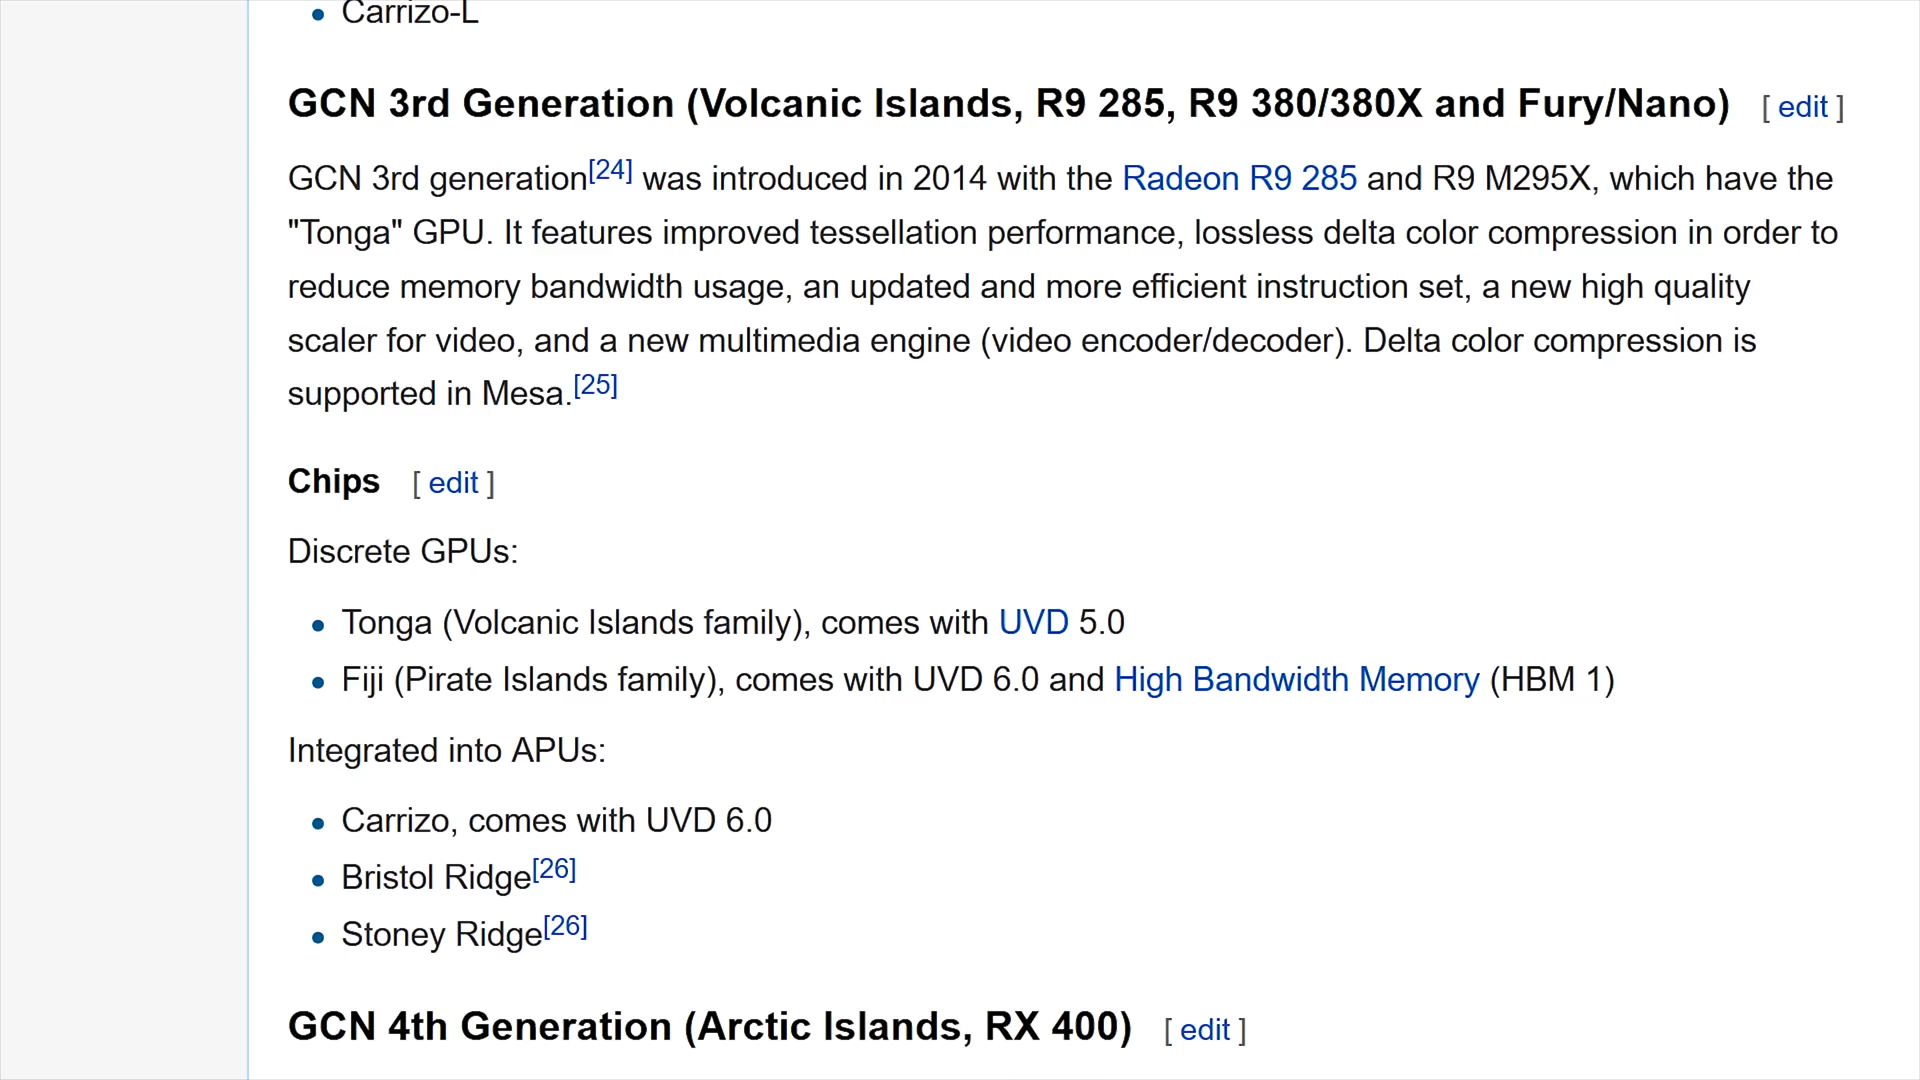 Carrizo-L
GCN 3rd Generation (Volcanic Islands, R9 285, R9 380/380X and Fury/Nano) [ edit ]
GCN 3rd generation[24] was introduced in 2014 with the Radeon R9 285 and R9 M295X, which have the
"Tonga" GPU. It features improved tessellation performance, lossless delta color compression in order to
reduce memory bandwidth usage, an updated and more efficient instruction set, a new high quality
scaler for video, and a new multimedia engine (video encoder/decoder). Delta color compression is
supported in Mesa.[25]
Chips [ edit ]
Discrete GPUs:
Tonga (Volcanic Islands family), comes with UVD 5.0
Fiji (Pirate Islands family), comes with UVD 6.0 and High Bandwidth Memory (HBM 1)
Integrated into APUs:
Carrizo, comes with UVD 6.0
Bristol Ridge[26]
Stoney Ridge[26]
GCN 4th Generation (Arctic Islands, RX 400) [ edit ]